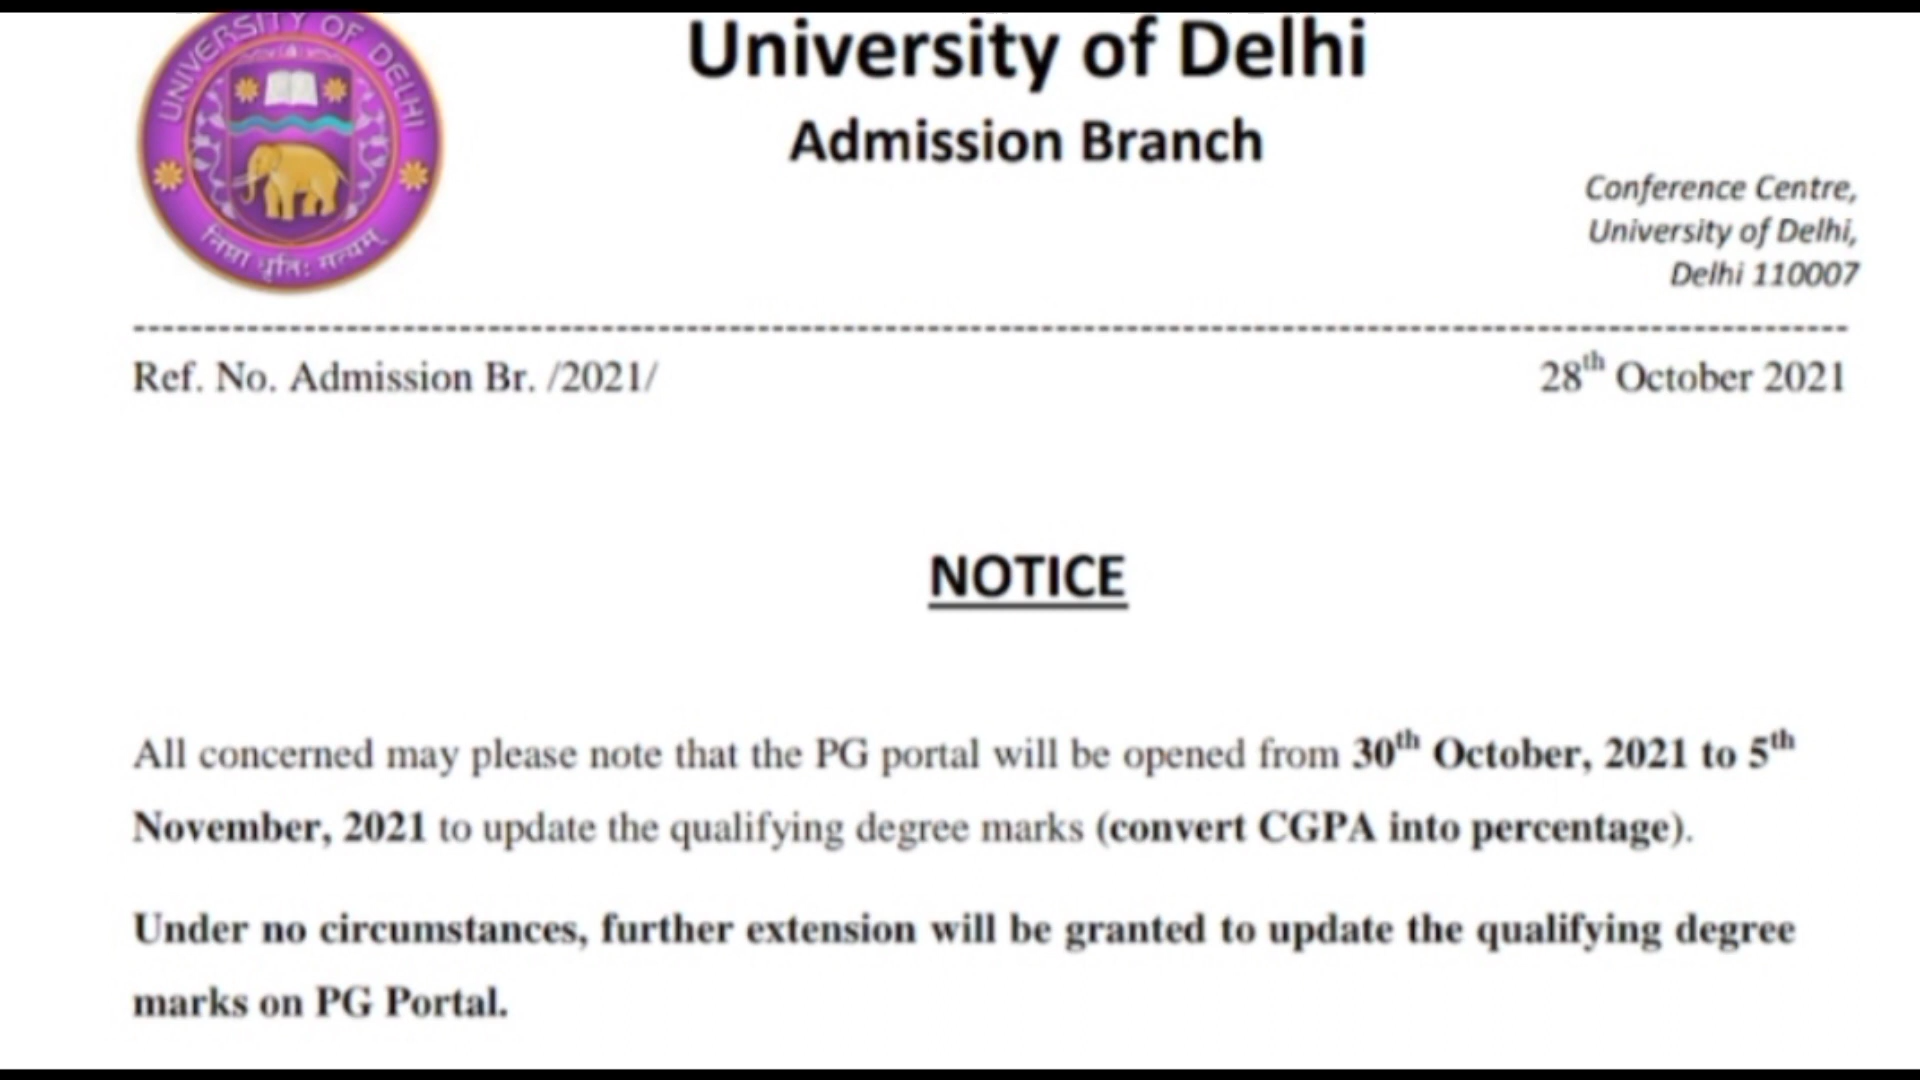 UNIVERSITY OF DELHI
निष्ठा धृति: सत्यम्
University of Delhi
Admission Branch
Conference Centre,
University of Delhi,
Delhi 110007
Ref. No. Admission Br. /2021/
28th October 2021
NOTICE
All concerned may please note that the PG portal will be opened from 30th October, 2021 to 5th
November, 2021 to update the qualifying degree marks (convert CGPA into percentage).
Under no circumstances, further extension will be granted to update the qualifying degree
marks on PG Portal.